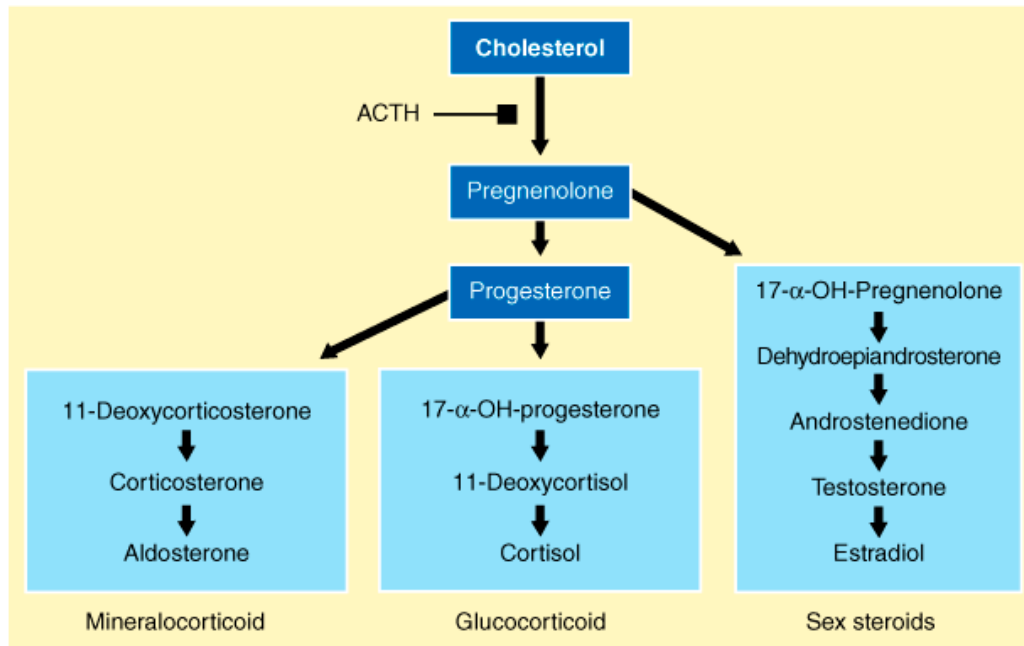 Cholesterol
ACTH
Pregnenolone
Progesterone
11-Deoxycorticosterone
Corticosterone
Aldosterone
Mineralocorticoid
17-α-OH-progesterone
11-Deoxycortisol
Cortisol
Glucocorticoid
17-α-OH-Pregnenolone
Dehydroepiandrosterone
Androstenedione
Testosterone
Estradiol
Sex steroids